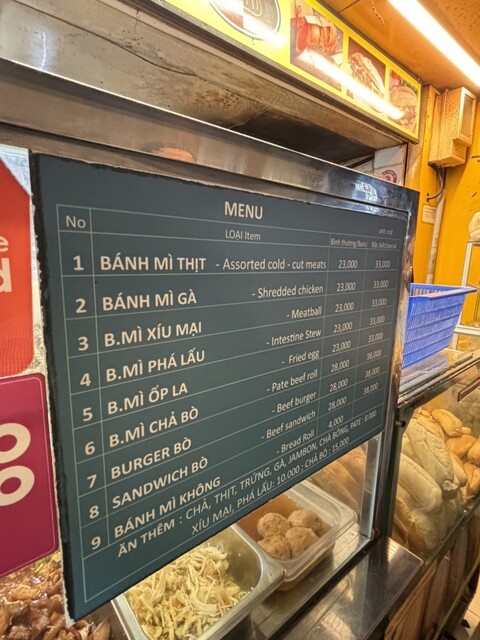 MENU
unit: vnd
No LOẠI Item Bình thường/Basic Đặc biệt/Special
1 BÁNH MÌ THỊT - Assorted cold - cut meats 23,000 33,000
2 BÁNH MÌ GÀ - Shredded chicken 23,000 33,000
3 B.MÌ XÍU MẠI - Meatball 23,000 33,000
4 B.MÌ PHÁ LẤU - Intestine Stew 23,000 33,000
5 B.MÌ ỐP LA - Fried egg 23,000 33,000
6 B.MÌ CHẢ BÒ - Pate beef roll 28,000 38,000
7 BURGER BÒ - Beef burger 28,000 38,000
8 SANDWICH BÒ - Beef sandwich 28,000 38,000
9 BÁNH MÌ KHÔNG - Bread Roll 4,000
ĂN THÊM : CHẢ, THỊT, TRỨNG, GÀ, JAMBON, CHÀ BÔNG, PATE : 8.000
XÍU MẠI, PHÁ LẤU: 10.000 ; CHẢ BÒ : 15.000